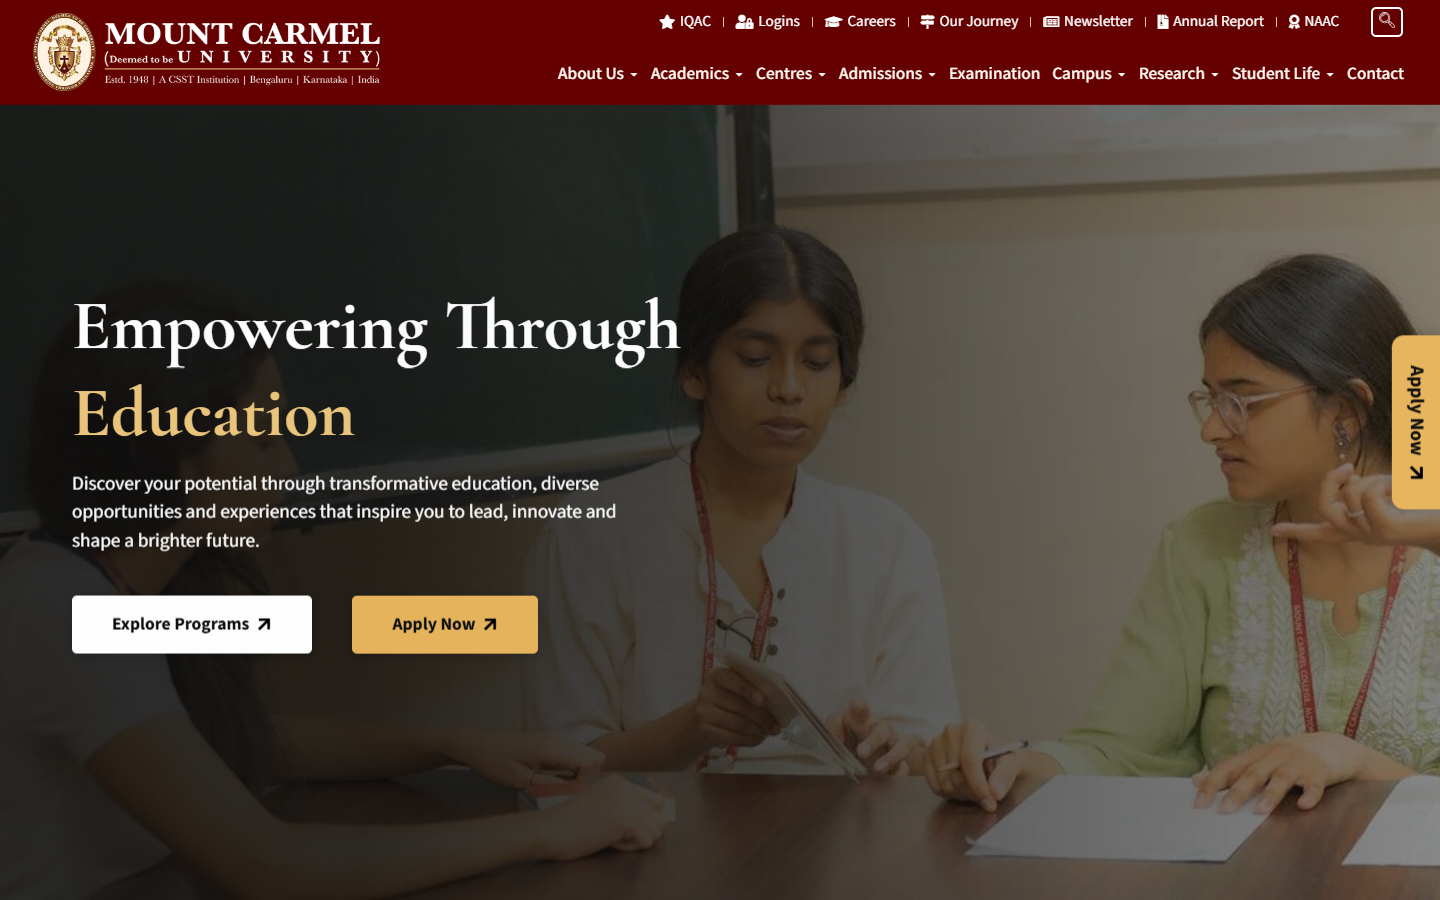 IQAC
Logins
Careers
Our Journey
Newsletter
Annual Report
NAAC
MOUNT CARMEL
(Deemed to be UNIVERSITY)
Estd. 1948 | A CSST Institution | Bengaluru | Karnataka | India
About Us
Academics
Centres
Admissions
Examination
Campus
Research
Student Life
Contact
Empowering Through
Education
Discover your potential through transformative education, diverse
opportunities and experiences that inspire you to lead, innovate and
shape a brighter future.
Explore Programs
Apply Now
Apply Now